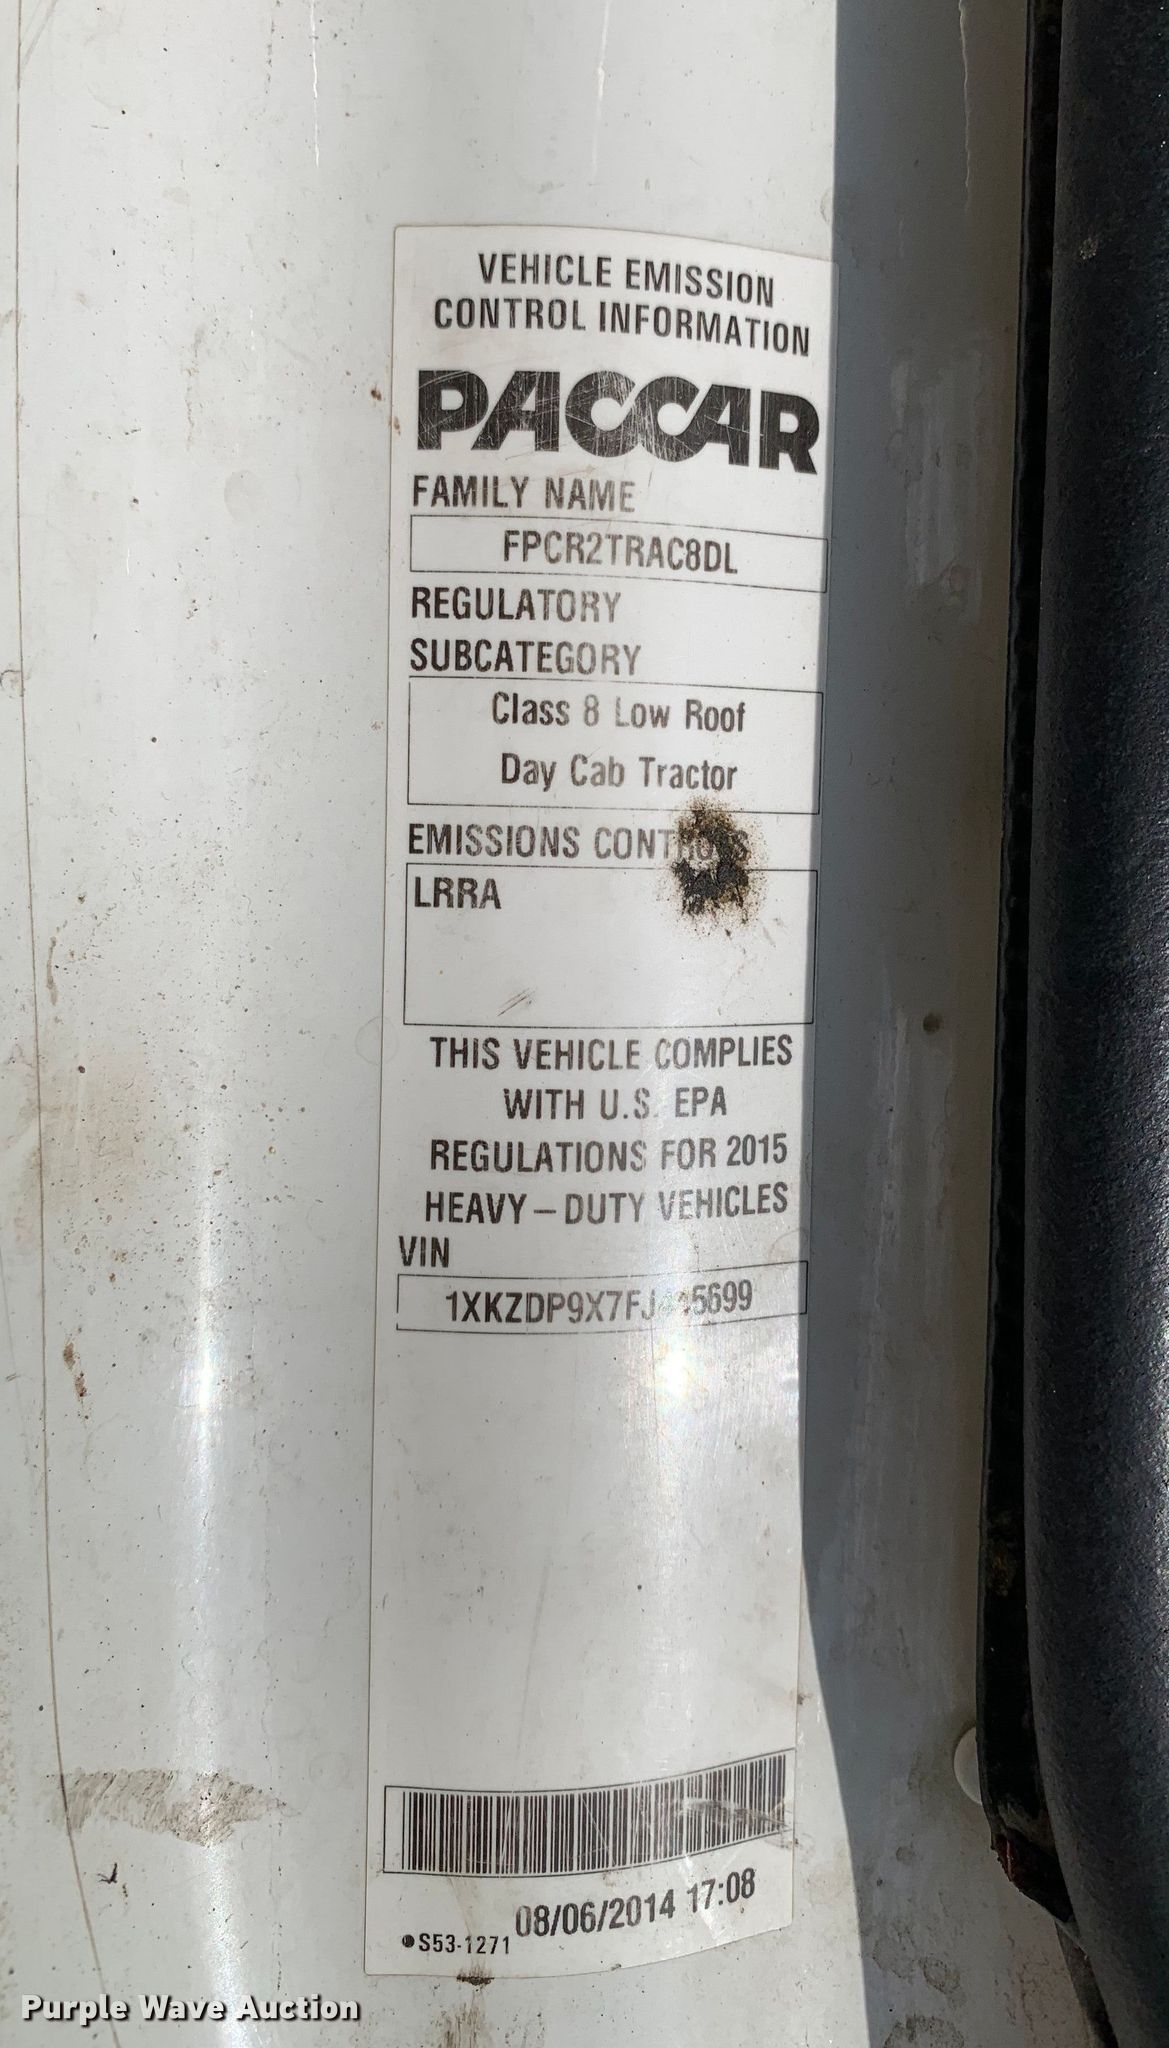 VEHICLE EMISSION
CONTROL INFORMATION
PACCAR
FAMILY NAME
FPCR2TRAC8DL
REGULATORY
SUBCATEGORY
Class 8 Low Roof
Day Cab Tractor
EMISSIONS CONTROLS
LRRA
THIS VEHICLE COMPLIES
WITH U.S. EPA
REGULATIONS FOR 2015
HEAVY-DUTY VEHICLES
VIN
08/06/2014 17:08
S53-1271
Purple Wave Auction